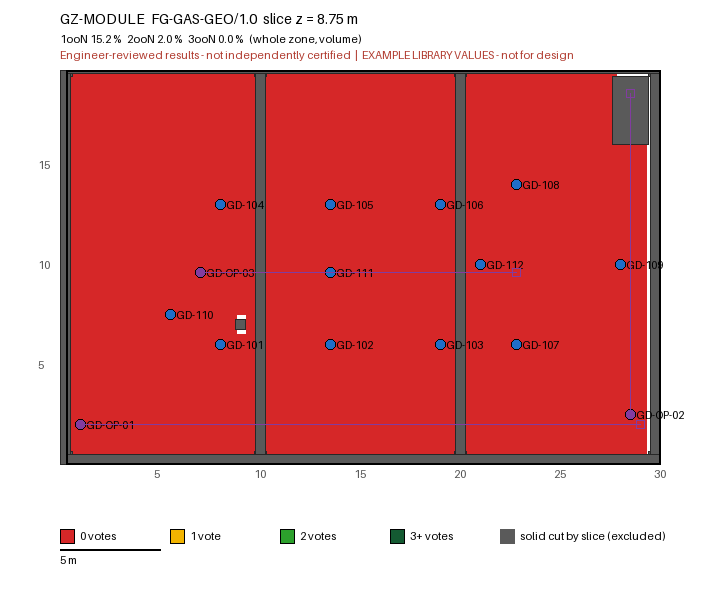 GZ-MODULE FG-GAS-GEO/1.0 slice z = 8.75 m
1ooN 15.2% 2ooN 2.0% 3ooN 0.0% (whole zone, volume)
Engineer-reviewed results - not independently certified | EXAMPLE LIBRARY VALUES - not for design
15
GD-108
GD-104
GD-105
GD-106
10
GD-112
GD-109
GD-OP-03
GD-111
GD-110
5
GD-101
GD-102
GD-103
GD-107
GD-OP-02
GD-OP-01
5
10
15
20
25
30
0 votes
1 vote
2 votes
3+ votes
solid cut by slice (excluded)
5 m